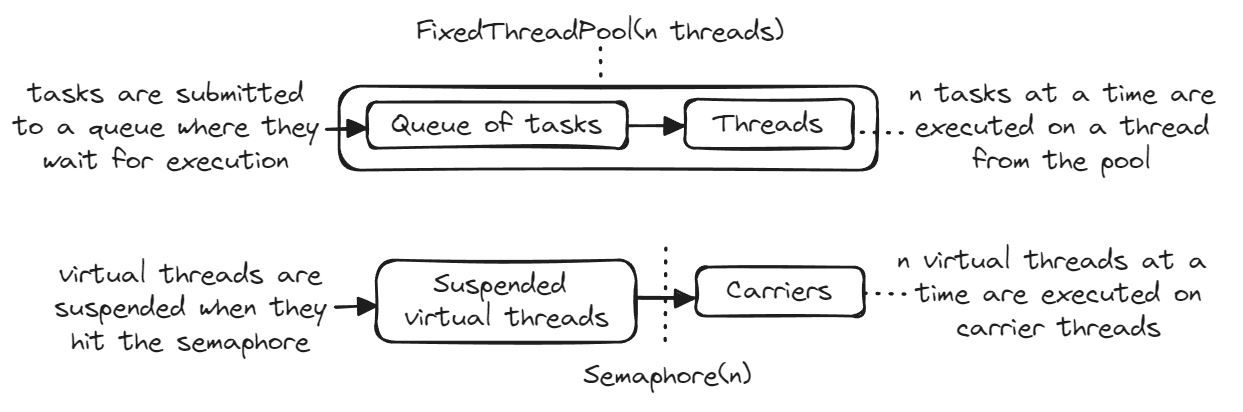 FixedThreadPool(n threads)
tasks are submitted
to a queue where they
wait for execution
Queue of tasks
Threads
n tasks at a time are
executed on a thread
from the pool
virtual threads are
suspended when they
hit the semaphore
Suspended
virtual threads
Carriers
n virtual threads at a
time are executed on
carrier threads
Semaphore(n)